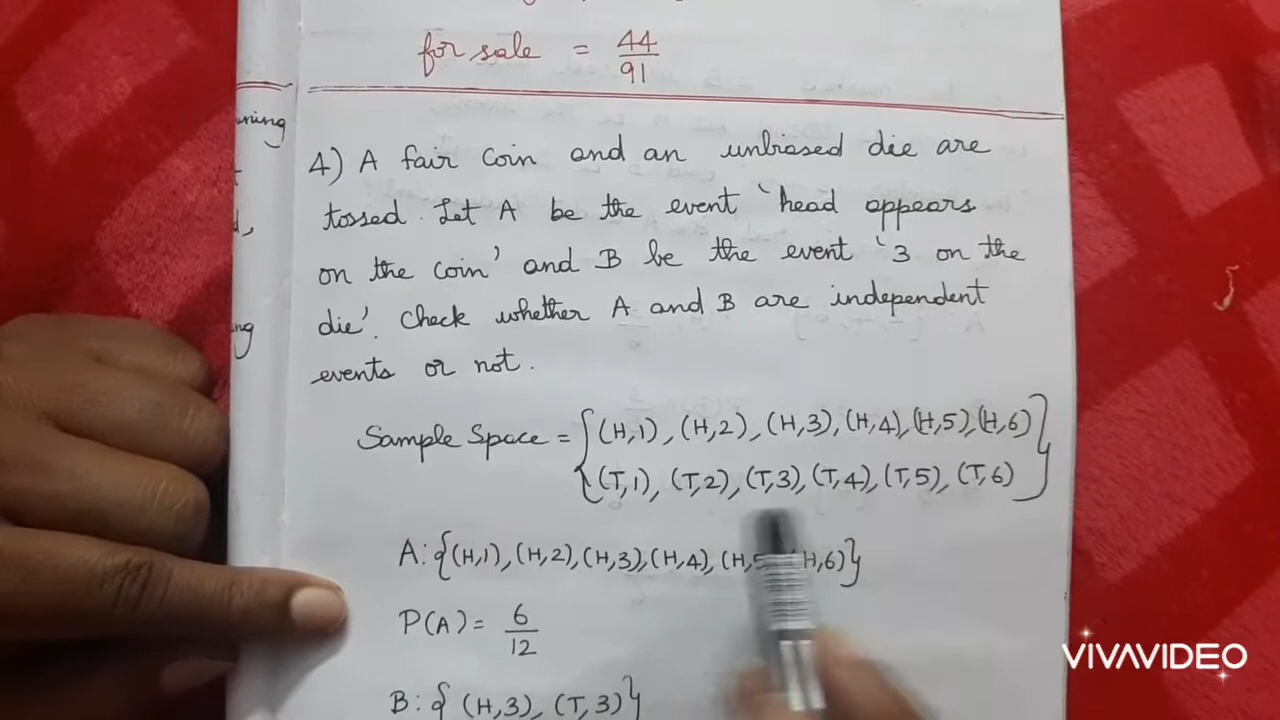 for sale = 44/91
4) A fair coin and an unbiased die are
tossed. Let A be the event 'head appears
on the coin' and B be the event '3 on the
die'. Check whether A and B are independent
events or not.
Sample Space = {(H,1), (H,2), (H,3), (H,4), (H,5), (H,6)
(T,1), (T,2), (T,3), (T,4), (T,5), (T,6)}
A: {(H,1), (H,2), (H,3), (H,4), (H,5 H,6)}
P(A) = 6/12
B: { (H,3), (T,3)}
VIVAVIDEO